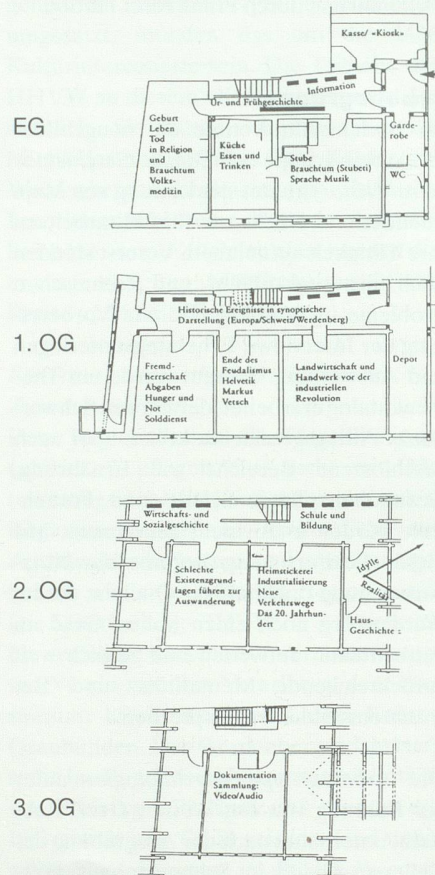 Kasse/ «Kiosk»
Information
Ur- und Frühgeschichte
EG
Geburt
Leben
Tod
in Religion
und
Brauchtum
Volks-
medizin
Küche
Essen und
Trinken
Stube
Brauchtum (Stubeti)
Sprache Musik
Garde-
robe
WC
Historische Ereignisse in synoptischer
Darstellung (Europa/Schweiz/Werdenberg)
1. OG
Fremd-
herrschaft
Abgaben
Hunger und
Not
Solddienst
Ende des
Feudalismus
Helvetik
Markus
Vetsch
Landwirtschaft und
Handwerk vor der
industriellen
Revolution
Depot
Wirtschafts- und
Sozialgeschichte
Schule und
Bildung
2. OG
Schlechte
Existenzgrund-
lagen führen zur
Auswanderung
Heimstickerei
Industrialisierung
Neue
Verkehrswege
Das 20. Jahrhun-
dert
Idylle
Realität
Haus-
Geschichte
3. OG
Dokumentation
Sammlung:
Video/Audio